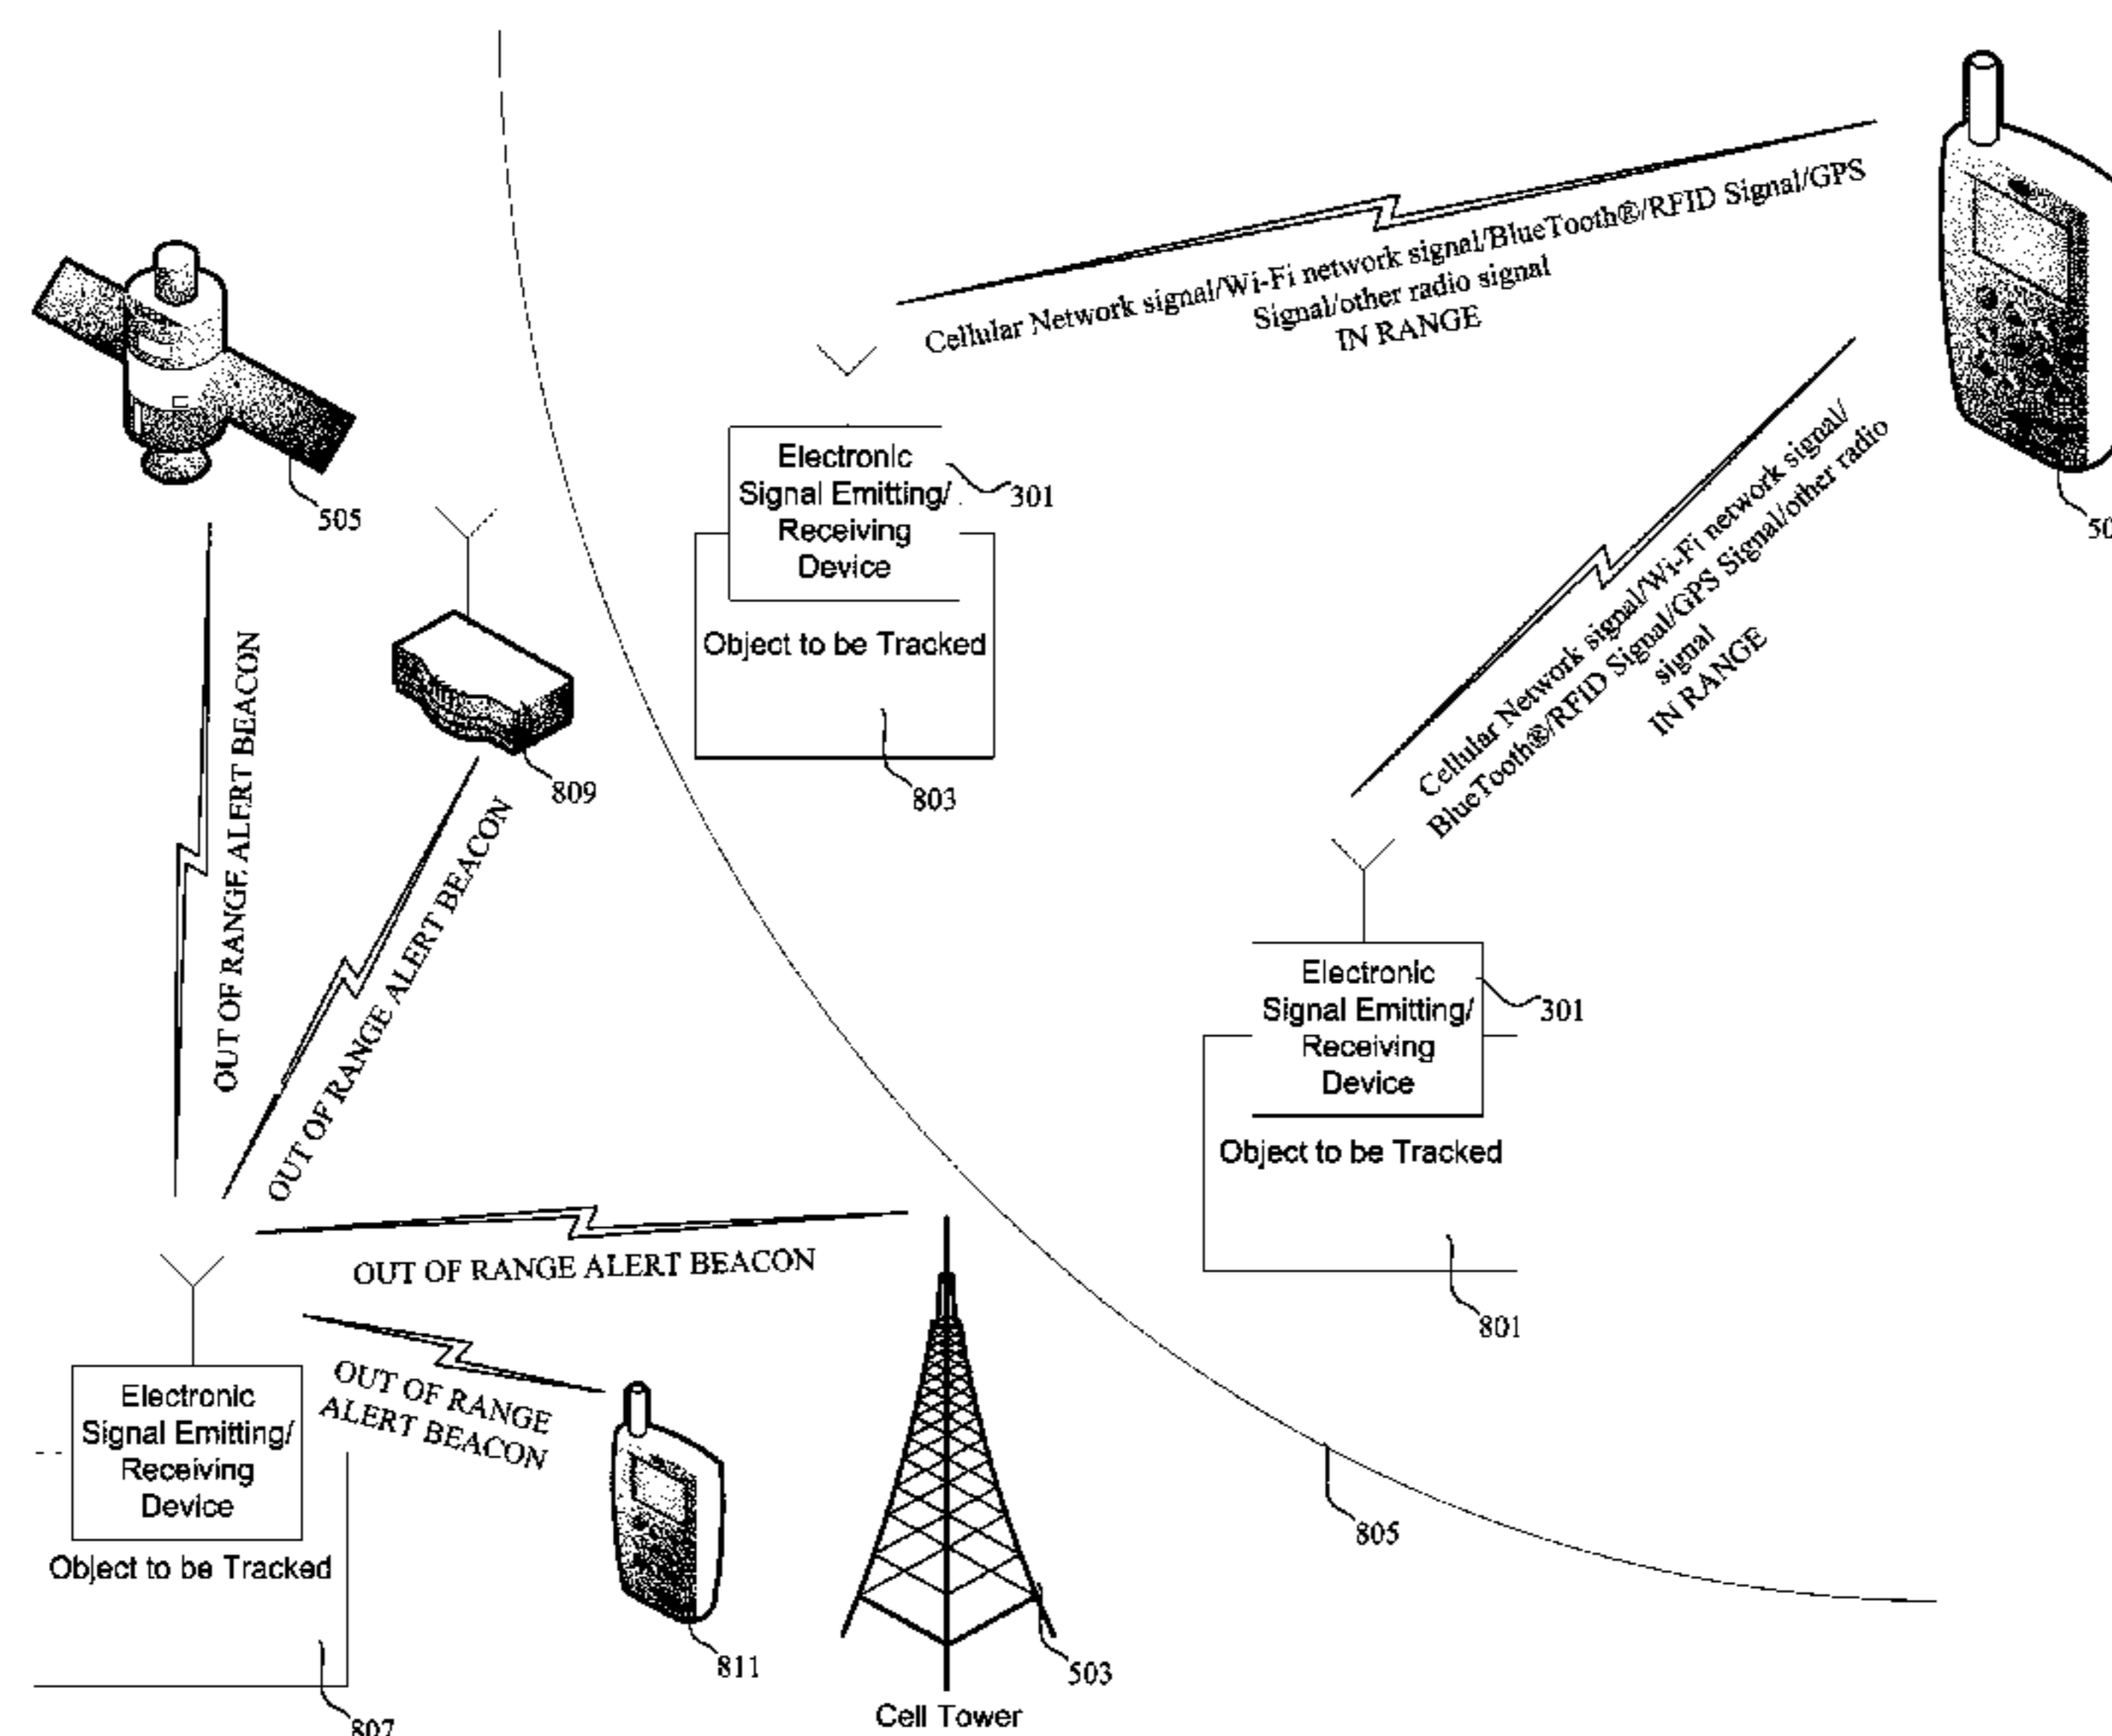 Cellular Network signal/Wi-Fi network signal/BlueTooth®/RFID Signal/GPS
Signal/other radio signal
IN RANGE
Electronic
Signal Emitting/
Receiving
Device
301
Object to be Tracked
803
505
809
Cellular Network signal/Wi-Fi network signal/
BlueTooth®/RFID Signal/GPS Signal/other radio
signal
IN RANGE
OUT OF RANGE ALERT BEACON
OUT OF RANGE ALERT BEACON
Electronic
Signal Emitting/
Receiving
Device
301
Object to be Tracked
801
OUT OF RANGE ALERT BEACON
OUT OF RANGE
ALERT BEACON
Electronic
Signal Emitting/
Receiving
Device
Object to be Tracked
807
811
503
Cell Tower
805